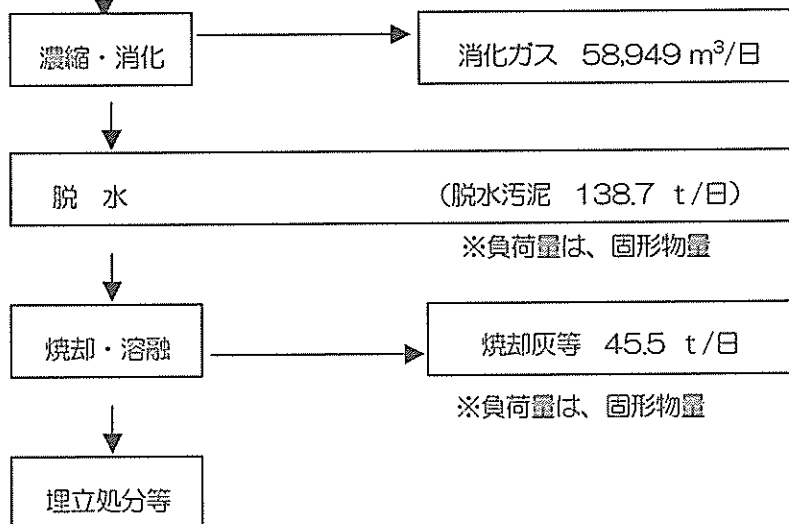 濃縮・消化
消化ガス 58,949 m³/日
脱 水 (脱水汚泥 138.7 t/日)
※負荷量は、固形物量
焼却・溶融
焼却灰等 45.5 t/日
※負荷量は、固形物量
埋立処分等